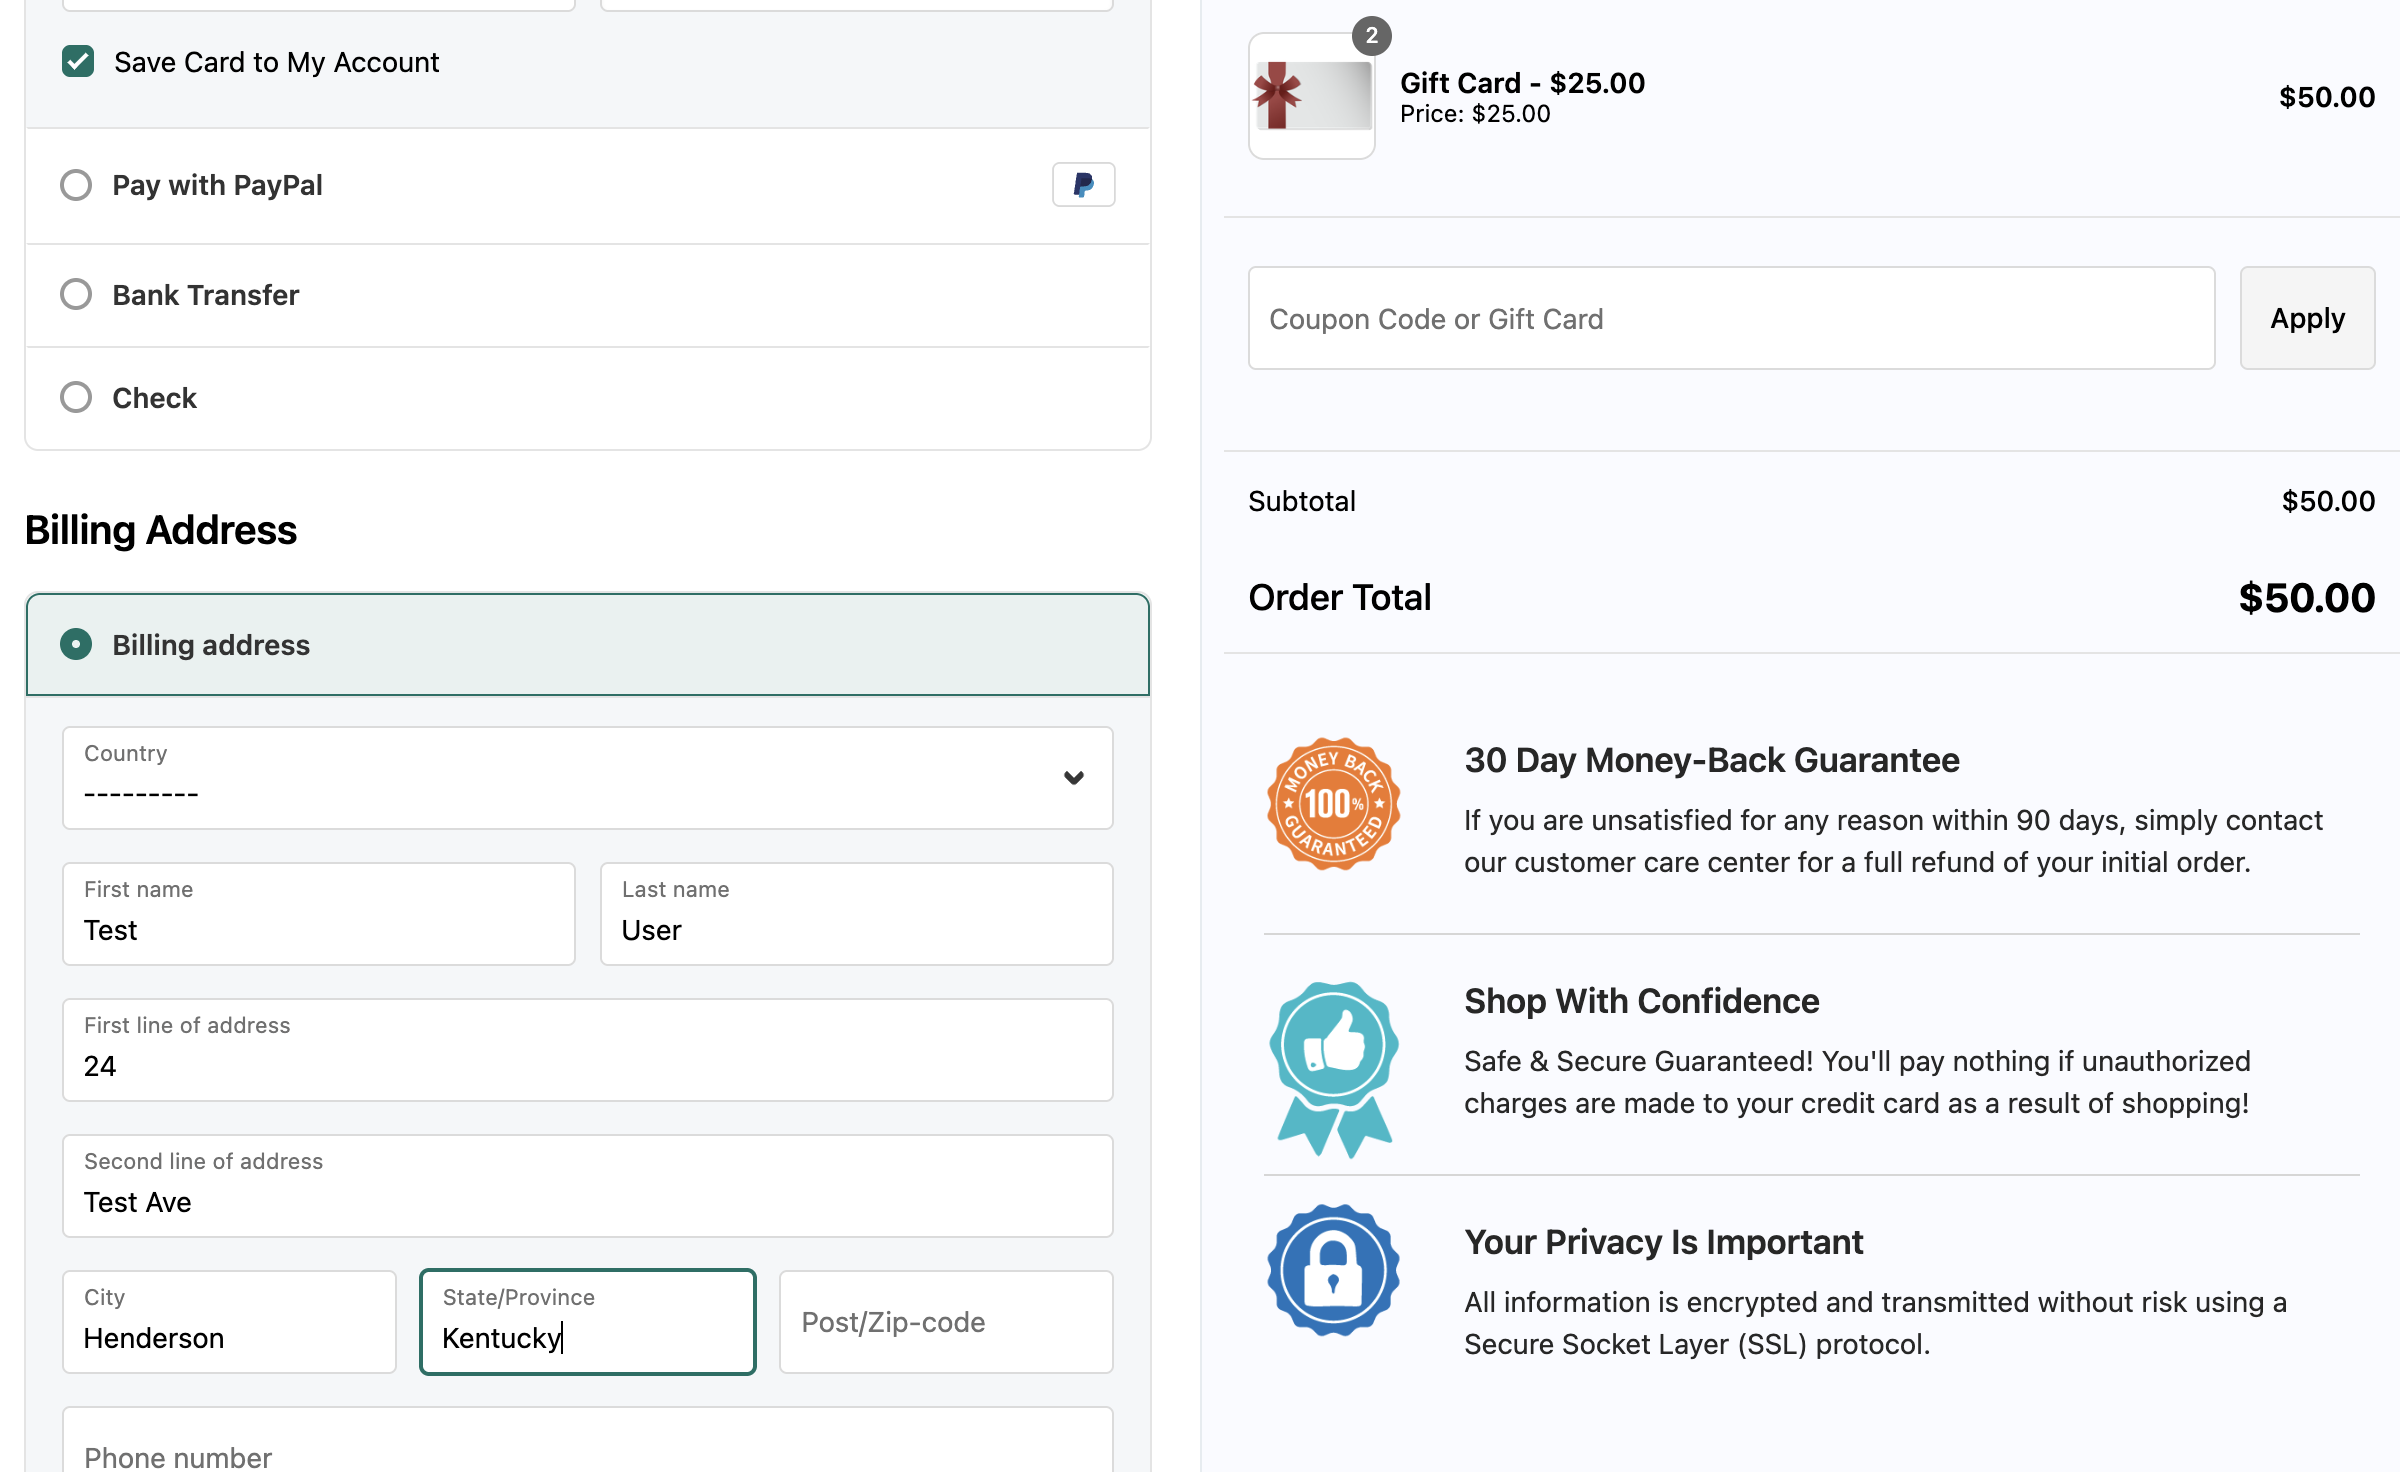 Save Card to My Account
Pay with PayPal
Bank Transfer
Check
Billing Address
Billing address
Country
---------
First name
Test
Last name
User
First line of address
24
Second line of address
Test Ave
City
Henderson
State/Province
Kentucky
Post/Zip-code
Phone number
2
Gift Card - $25.00
Price: $25.00
$50.00
Coupon Code or Gift Card
Apply
Subtotal
$50.00
Order Total
$50.00
MONEY BACK
100%
GUARANTEED
30 Day Money-Back Guarantee
If you are unsatisfied for any reason within 90 days, simply contact
our customer care center for a full refund of your initial order.
Shop With Confidence
Safe & Secure Guaranteed! You'll pay nothing if unauthorized
charges are made to your credit card as a result of shopping!
Your Privacy Is Important
All information is encrypted and transmitted without risk using a
Secure Socket Layer (SSL) protocol.